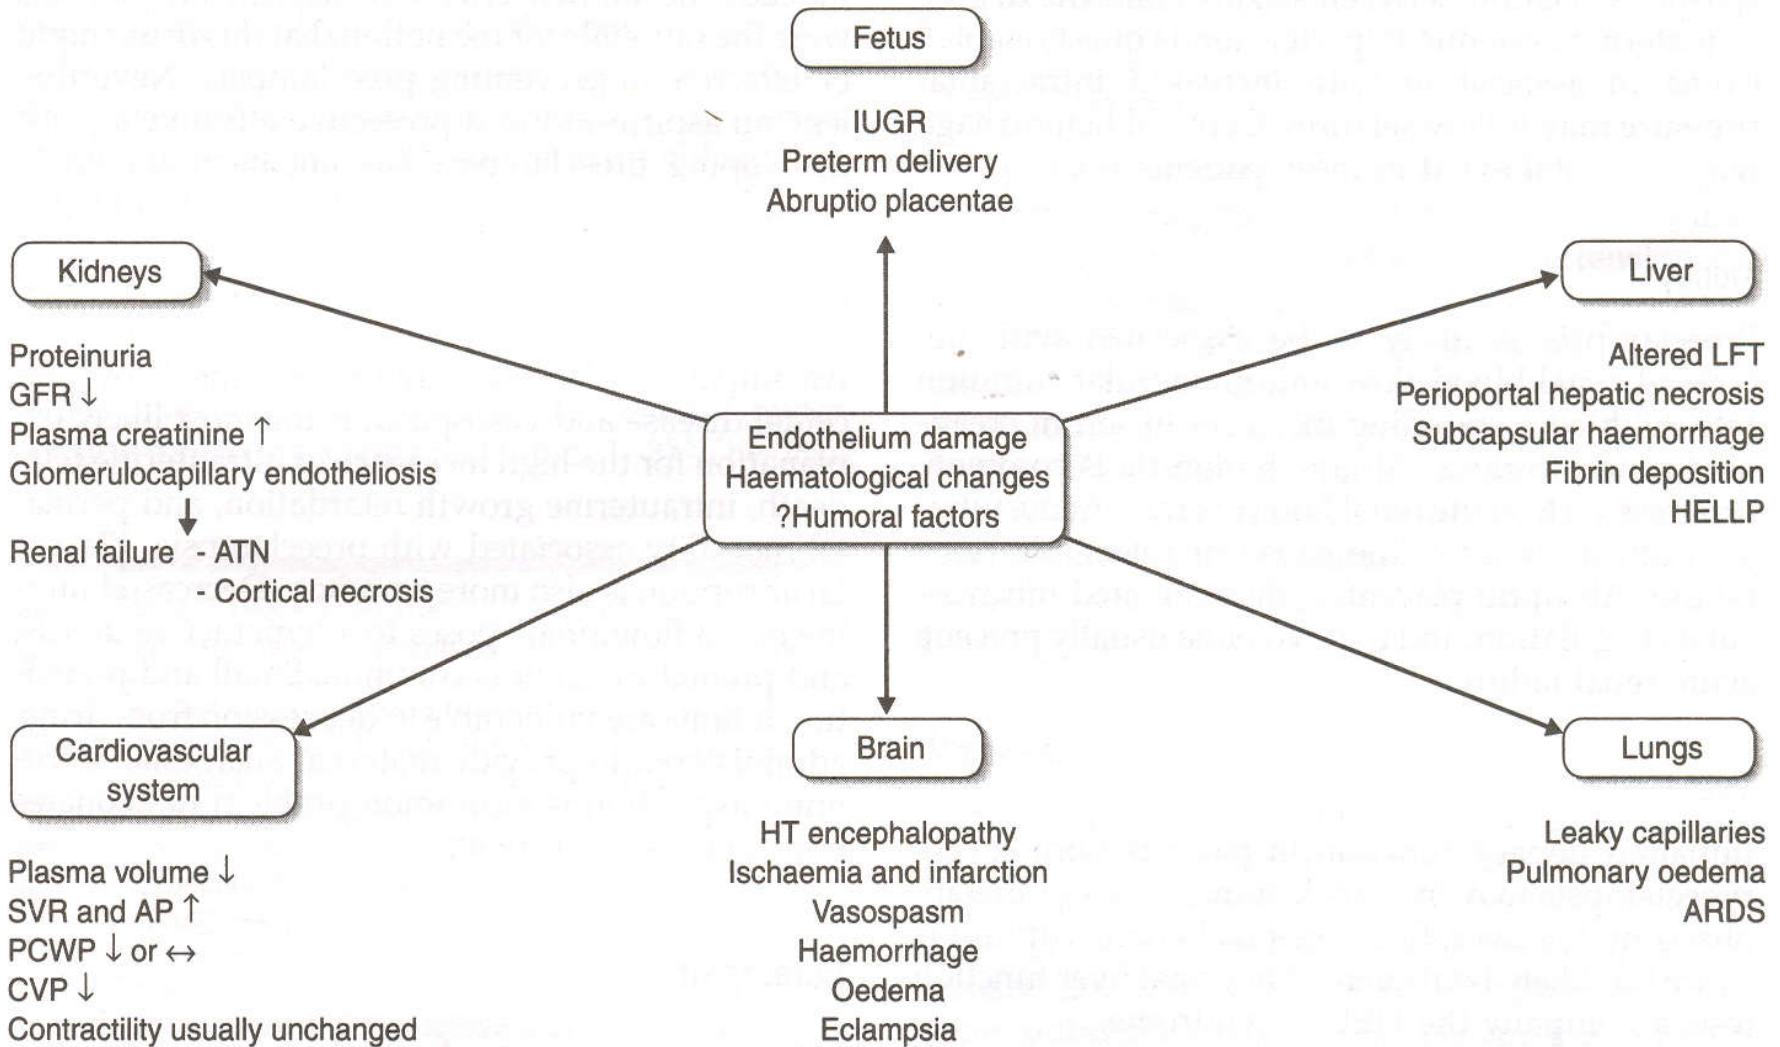 Fetus
IUGR
Preterm delivery
Abruptio placentae
Kidneys
Proteinuria
GFR ↓
Plasma creatinine ↑
Glomerulocapillary endotheliosis
Renal failure - ATN
- Cortical necrosis
Liver
Altered LFT
Perioportal hepatic necrosis
Subcapsular haemorrhage
Fibrin deposition
HELLP
Endothelium damage
Haematological changes
?Humoral factors
Cardiovascular
system
Plasma volume ↓
SVR and AP ↑
PCWP ↓ or ↔
CVP ↓
Contractility usually unchanged
Brain
HT encephalopathy
Ischaemia and infarction
Vasospasm
Haemorrhage
Oedema
Eclampsia
Lungs
Leaky capillaries
Pulmonary oedema
ARDS